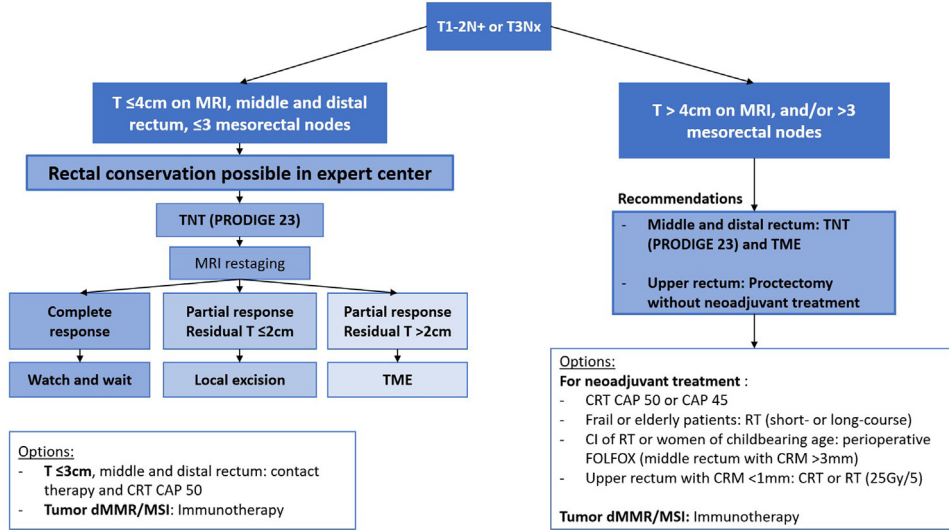 T1-2N+ or T3Nx
T ≤4cm on MRI, middle and distal
rectum, ≤3 mesorectal nodes
Rectal conservation possible in expert center
TNT (PRODIGE 23)
MRI restaging
Complete
response
Partial response
Residual T ≤2cm
Partial response
Residual T >2cm
Watch and wait
Local excision
TME
Options:
- T ≤3cm, middle and distal rectum: contact
therapy and CRT CAP 50
- Tumor dMMR/MSI: Immunotherapy
T > 4cm on MRI, and/or >3
mesorectal nodes
Recommendations
- Middle and distal rectum: TNT
(PRODIGE 23) and TME
- Upper rectum: Proctectomy
without neoadjuvant treatment
Options:
For neoadjuvant treatment :
- CRT CAP 50 or CAP 45
- Frail or elderly patients: RT (short- or long-course)
- CI of RT or women of childbearing age: perioperative
FOLFOX (middle rectum with CRM >3mm)
- Upper rectum with CRM <1mm: CRT or RT (25Gy/5)
Tumor dMMR/MSI: Immunotherapy